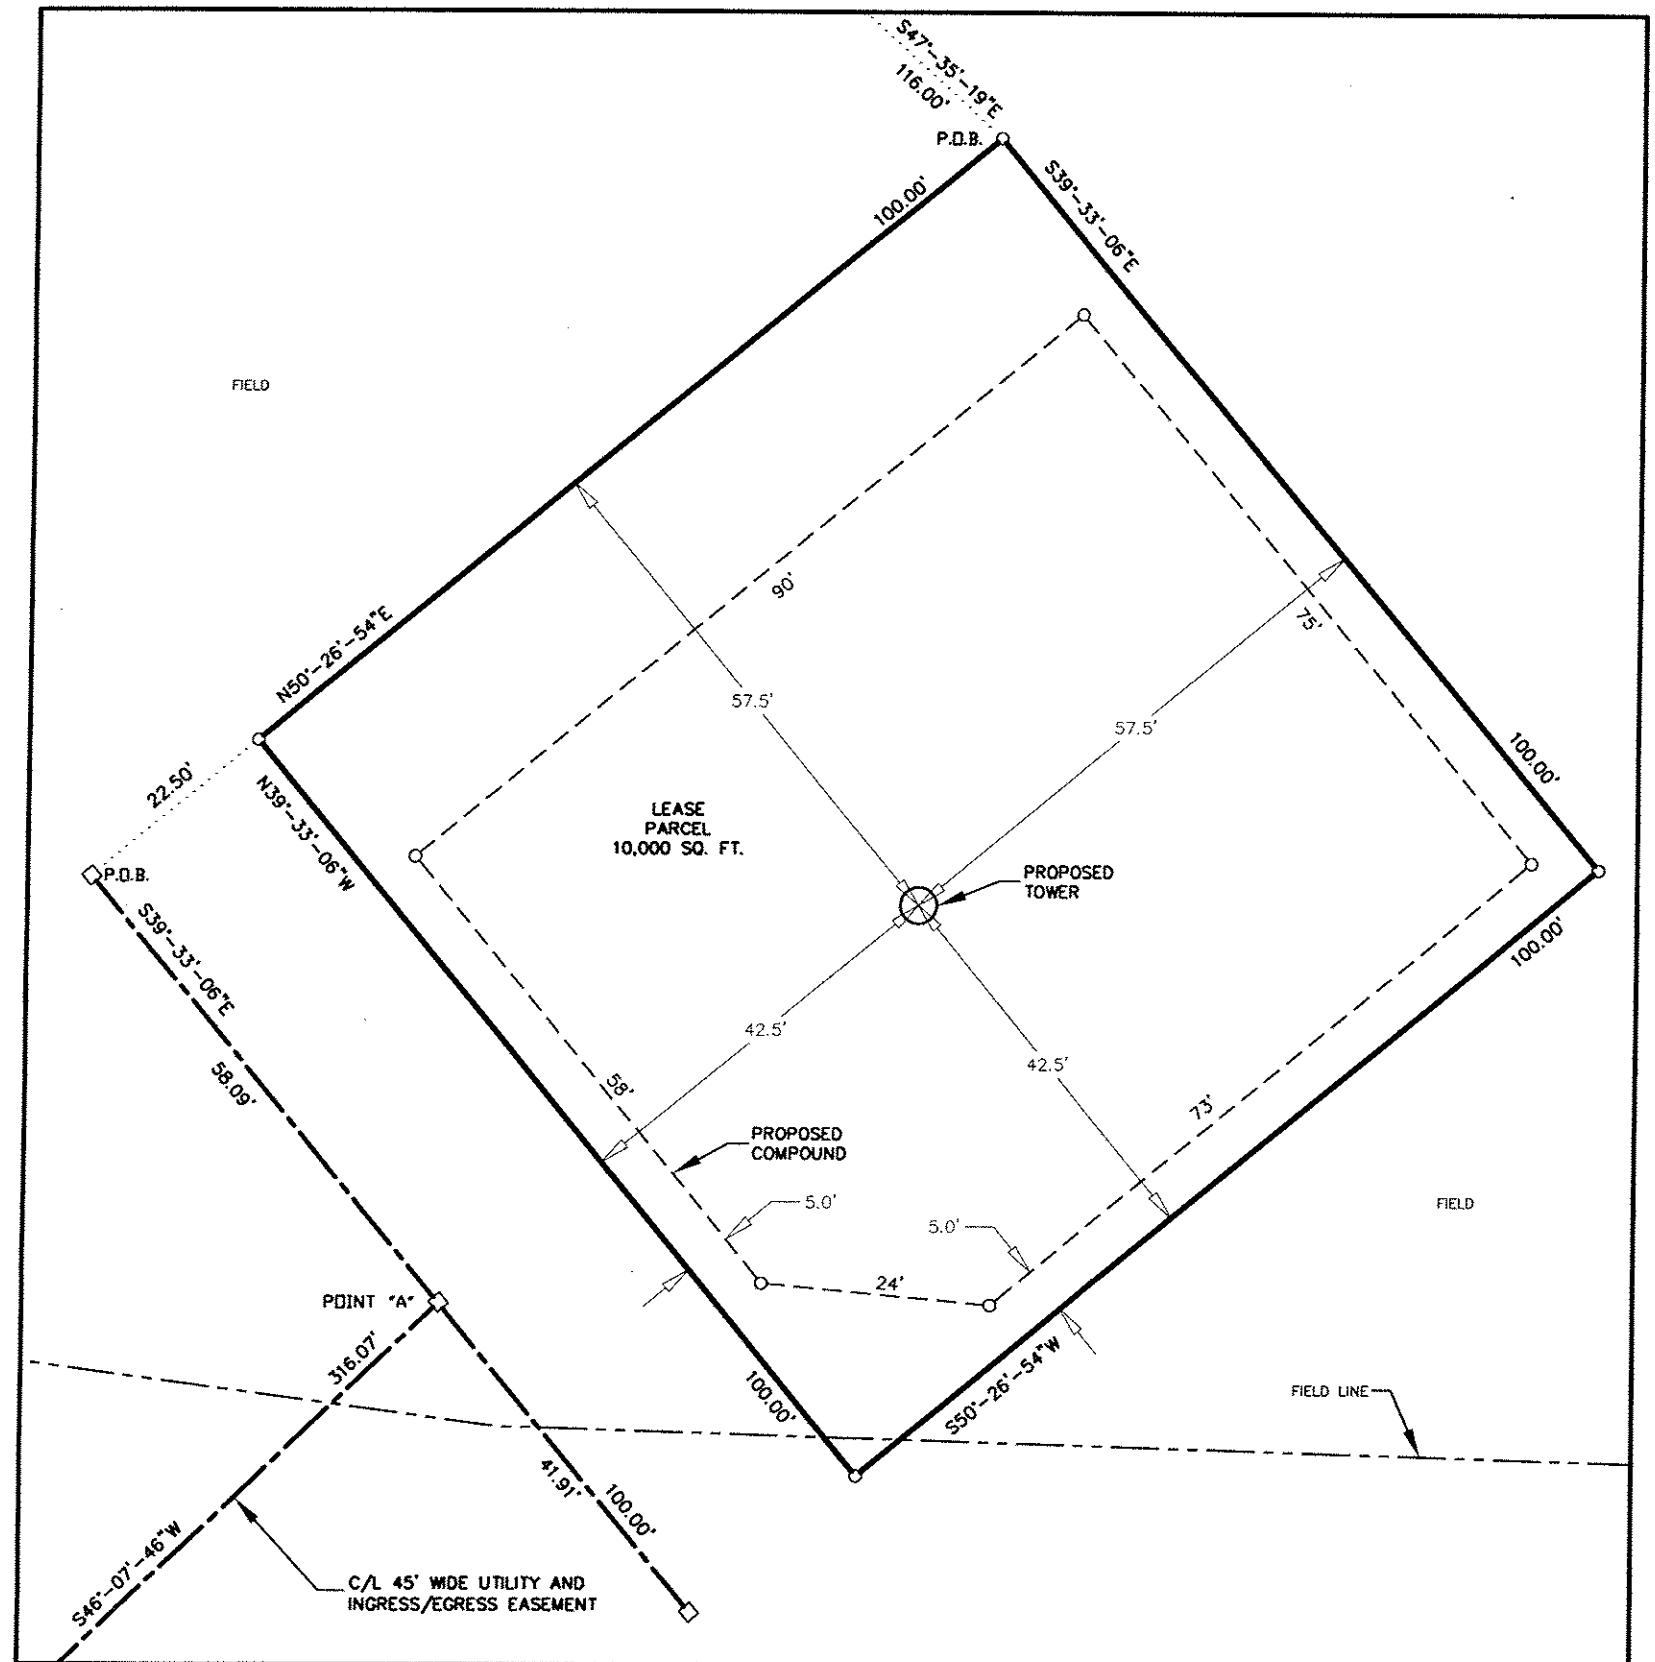 S47°-35'-19"E
116.00'
P.O.B.
S39°-33'-06"E
100.00'
FIELD
90'
75'
N50°-26'-54"E
57.5'
57.5'
100.00'
22.50'
N39°-33'-06"W
LEASE
PARCEL
10,000 SQ. FT.
P.O.B.
PROPOSED
TOWER
S39°-33'-06"E
100.00'
42.5'
42.5'
58.09'
58'
73'
PROPOSED
COMPOUND
5.0'
5.0'
FIELD
24'
POINT "A"
316.07'
100.00'
S50°-26'-54"W
FIELD LINE
41.91'
100.00'
S46°-07'-46"W
C/L 45' WIDE UTILITY AND
INGRESS/EGRESS EASEMENT